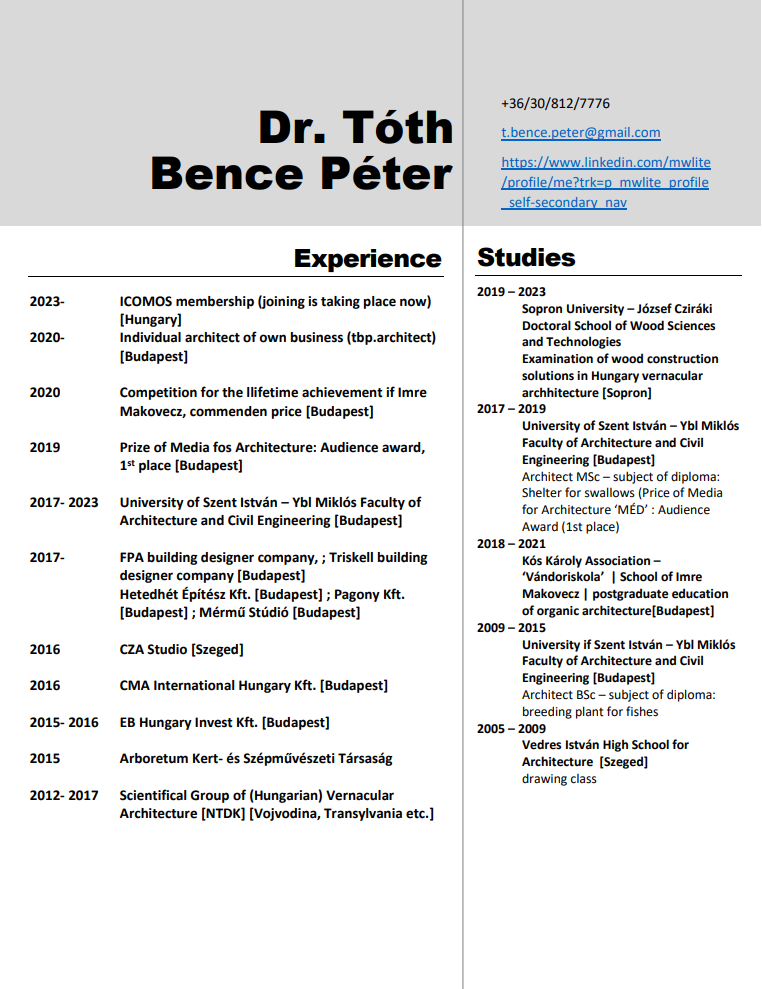 Dr. Tóth
Bence Péter
+36/30/812/7776
t.bence.peter@gmail.com
https://www.linkedin.com/mwlite
/profile/me?trk=p_mwlite_profile
_self-secondary_nav
Experience
2023- ICOMOS membership (joining is taking place now)
[Hungary]
2020- Individual architect of own business (tbp.architect)
[Budapest]
2020 Competition for the llifetime achievement if Imre
Makovecz, commenden price [Budapest]
2019 Prize of Media fos Architecture: Audience award,
1st place [Budapest]
2017- 2023 University of Szent István – Ybl Miklós Faculty of
Architecture and Civil Engineering [Budapest]
2017- FPA building designer company, ; Triskell building
designer company [Budapest]
Hetedhét Építész Kft. [Budapest] ; Pagony Kft.
[Budapest] ; Mérmű Stúdió [Budapest]
2016 CZA Studio [Szeged]
2016 CMA International Hungary Kft. [Budapest]
2015- 2016 EB Hungary Invest Kft. [Budapest]
2015 Arboretum Kert- és Szépművészeti Társaság
2012- 2017 Scientifical Group of (Hungarian) Vernacular
Architecture [NTDK] [Vojvodina, Transylvania etc.]
Studies
2019 – 2023
Sopron University – József Cziráki
Doctoral School of Wood Sciences
and Technologies
Examination of wood construction
solutions in Hungary vernacular
archhitecture [Sopron]
2017 – 2019
University of Szent István – Ybl Miklós
Faculty of Architecture and Civil
Engineering [Budapest]
Architect MSc – subject of diploma:
Shelter for swallows (Price of Media
for Architecture ‘MÉD’ : Audience
Award (1st place)
2018 – 2021
Kós Károly Association –
‘Vándoriskola’ | School of Imre
Makovecz | postgraduate education
of organic architecture[Budapest]
2009 – 2015
University if Szent István – Ybl Miklós
Faculty of Architecture and Civil
Engineering [Budapest]
Architect BSc – subject of diploma:
breeding plant for fishes
2005 – 2009
Vedres István High School for
Architecture [Szeged]
drawing class